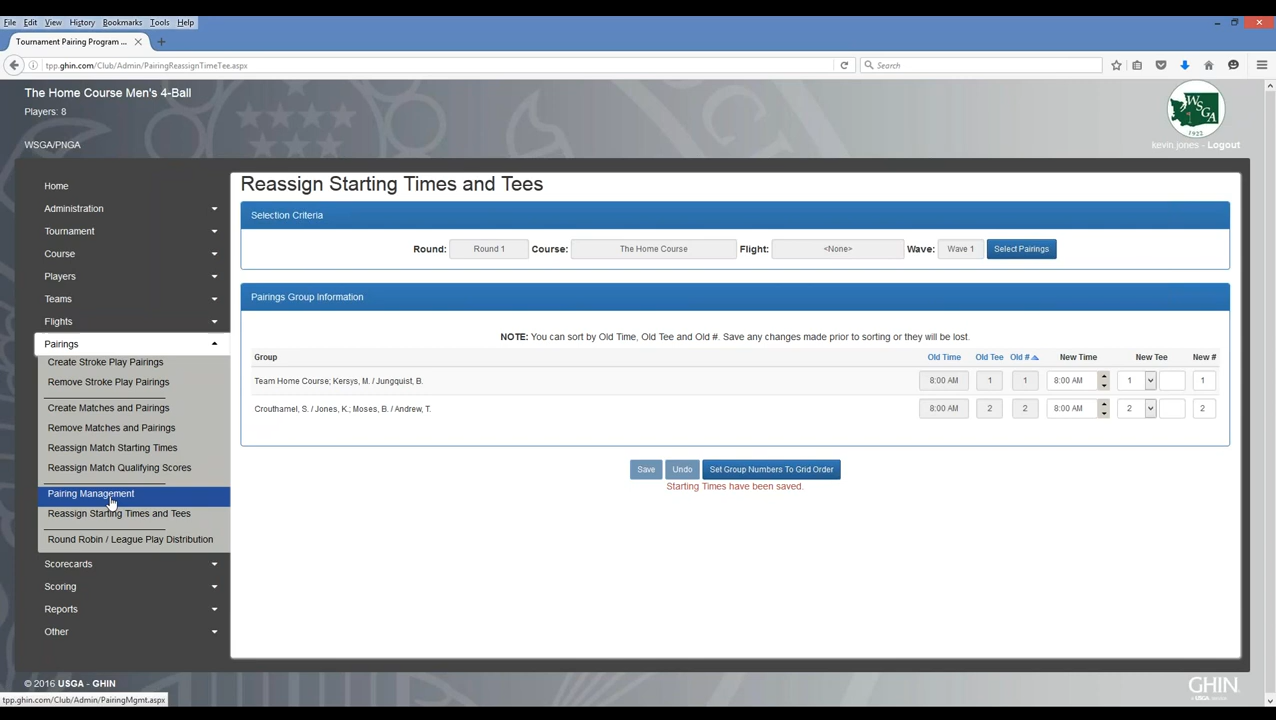 File Edit View History Bookmarks Tools Help
Tournament Pairing Program ...
tpp.ghin.com/Club/Admin/PairingReassignTimeTee.aspx
Search
The Home Course Men's 4-Ball
Players: 8
WSGA/PNGA
WSGA
1922
kevin jones - Logout
Home
Administration
Tournament
Course
Players
Teams
Flights
Pairings
Create Stroke Play Pairings
Remove Stroke Play Pairings
Create Matches and Pairings
Remove Matches and Pairings
Reassign Match Starting Times
Reassign Match Qualifying Scores
Pairing Management
Reassign Starting Times and Tees
Round Robin / League Play Distribution
Scorecards
Scoring
Reports
Other
Reassign Starting Times and Tees
Selection Criteria
Round: Round 1 Course: The Home Course Flight: <None> Wave: Wave 1 Select Pairings
Pairings Group Information
NOTE: You can sort by Old Time, Old Tee and Old #. Save any changes made prior to sorting or they will be lost.
Group Old Time Old Tee Old # New Time New Tee New #
Team Home Course; Kersys, M. / Jungquist, B. 8:00 AM 1 1 8:00 AM 1 1
Crouthamel, S. / Jones, K.; Moses, B. / Andrew, T. 8:00 AM 2 2 8:00 AM 2 2
Save Undo Set Group Numbers To Grid Order
Starting Times have been saved.
© 2016 USGA - GHIN
GHIN
tpp.ghin.com/Club/Admin/PairingMgmt.aspx